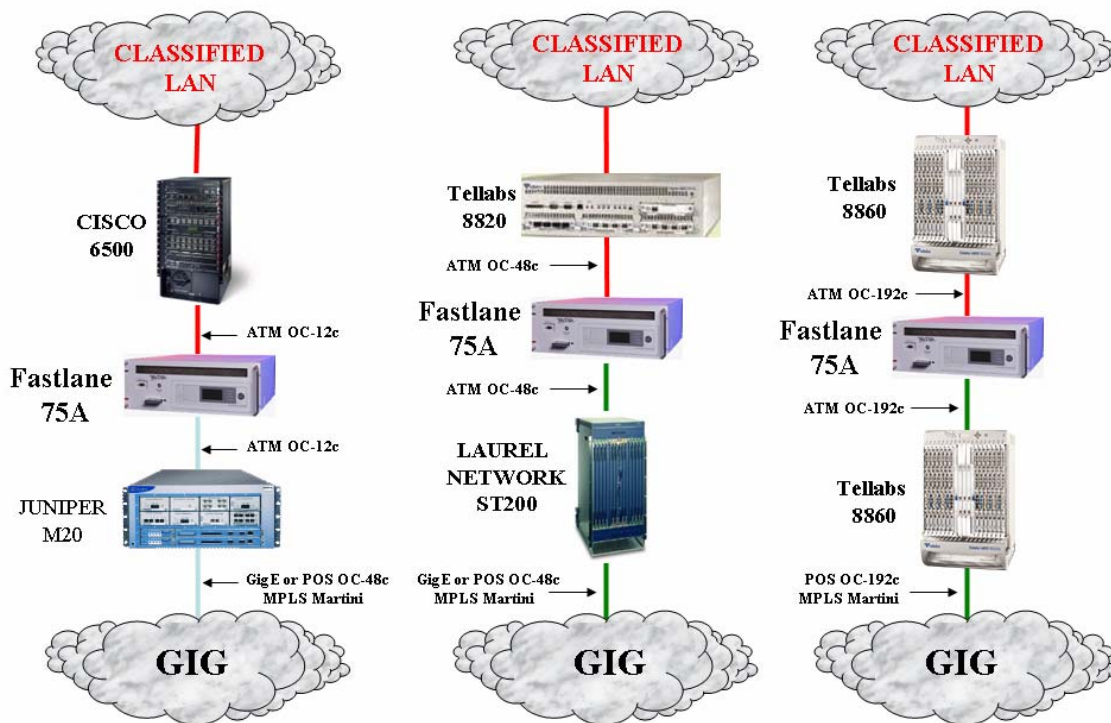 CLASSIFIED
LAN
CISCO
6500
ATM OC-12c
Fastlane
75A
ATM OC-12c
JUNIPER
M20
GigE or POS OC-48c
MPLS Martini
GIG
CLASSIFIED
LAN
Tellabs
8820
ATM OC-48c
Fastlane
75A
ATM OC-48c
LAUREL
NETWORK
ST200
GigE or POS OC-48c
MPLS Martini
GIG
CLASSIFIED
LAN
Tellabs
8860
ATM OC-192c
Fastlane
75A
ATM OC-192c
Tellabs
8860
POS OC-192c
MPLS Martini
GIG